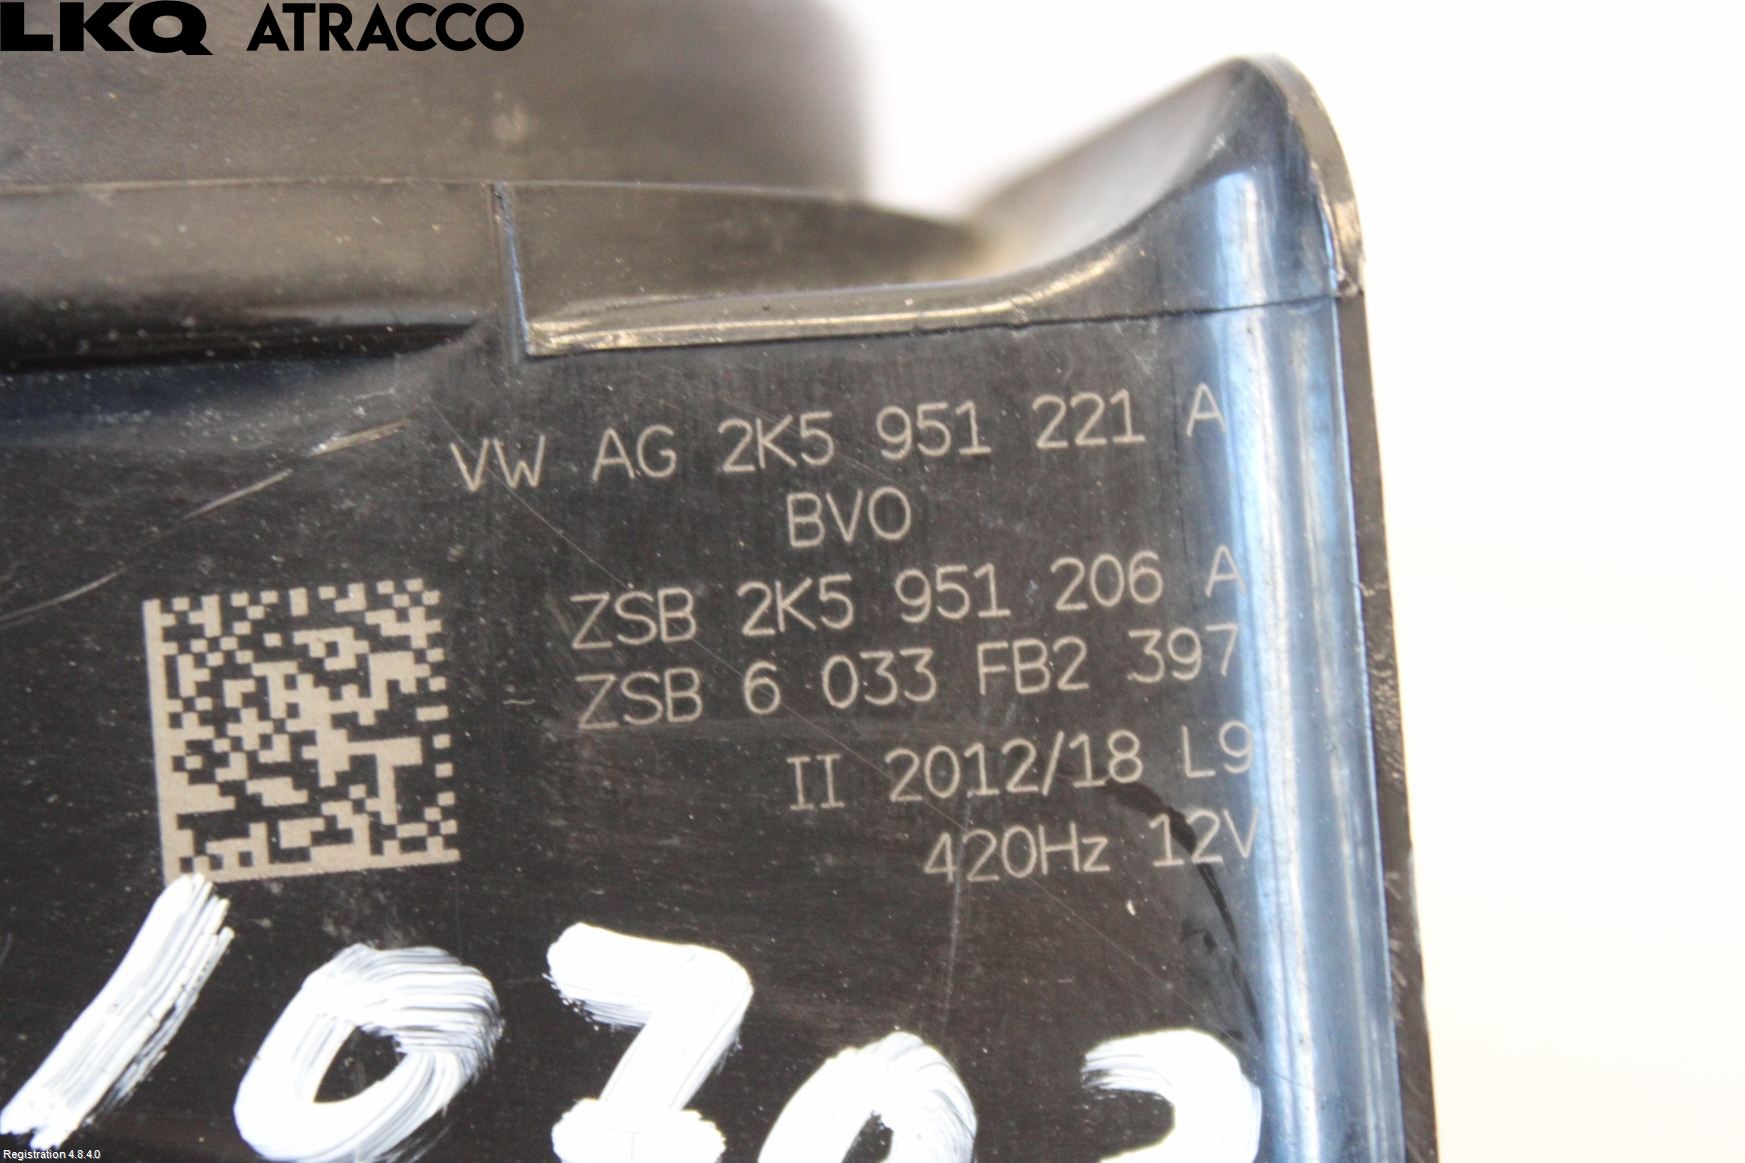 LKQ ATRACCO
VW AG 2K5 951 221 A
BVO
ZSB 2K5 951 206 A
ZSB 6 033 FB2 397
II 2012/18 L9
420Hz 12V
Registration 4.8.4.0